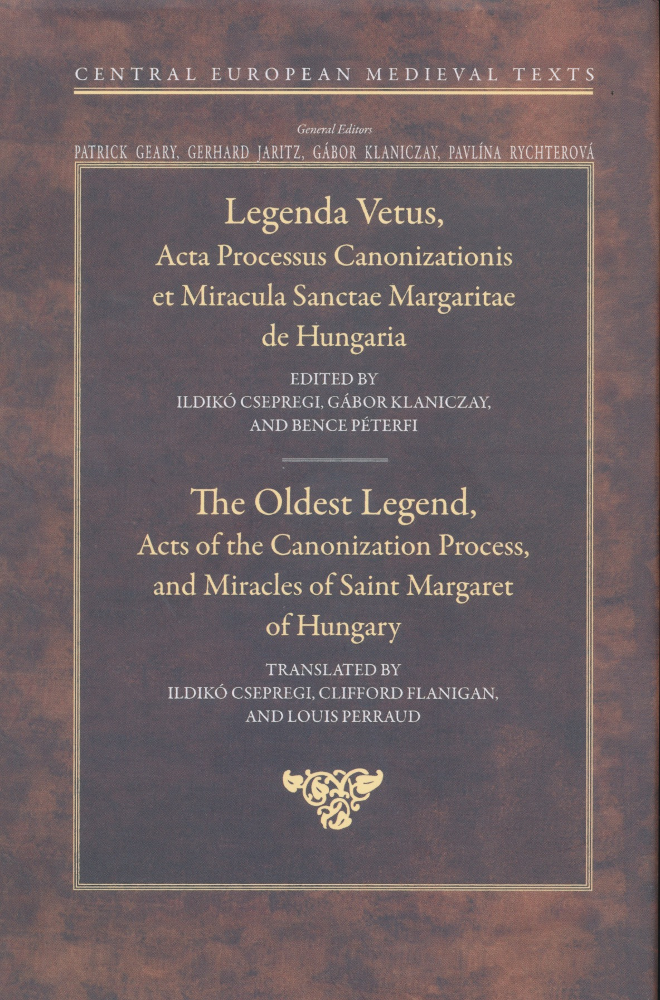 CENTRAL EUROPEAN MEDIEVAL TEXTS
General Editors
PATRICK GEARY, GERHARD JARITZ, GÁBOR KLANICZAY, PAVLÍNA RYCHTEROVÁ
Legenda Vetus,
Acta Processus Canonizationis
et Miracula Sanctae Margaritae
de Hungaria
EDITED BY
ILDIKÓ CSEPREGI, GÁBOR KLANICZAY,
AND BENCE PÉTERFI
The Oldest Legend,
Acts of the Canonization Process,
and Miracles of Saint Margaret
of Hungary
TRANSLATED BY
ILDIKÓ CSEPREGI, CLIFFORD FLANIGAN,
AND LOUIS PERRAUD